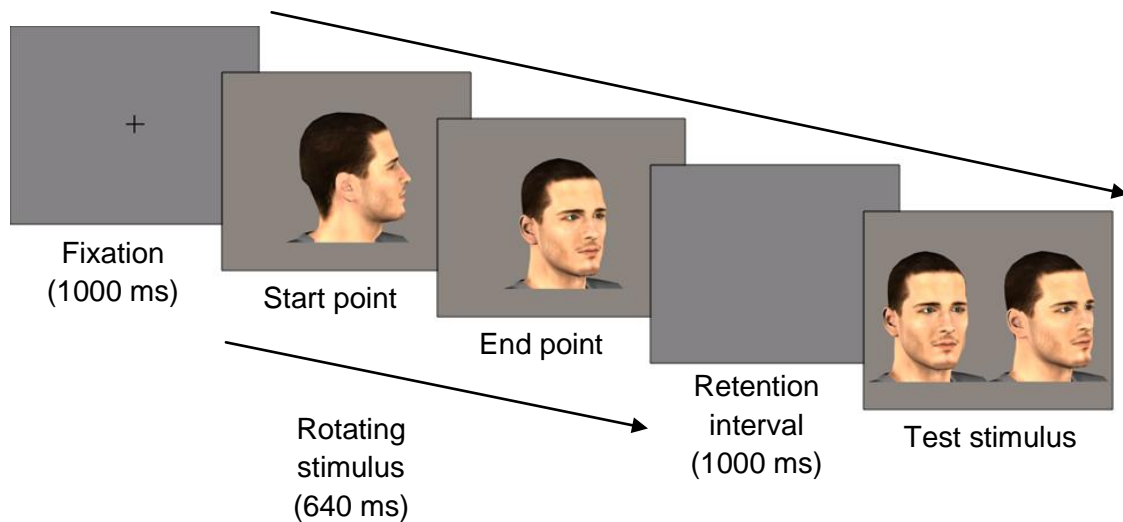 Fixation
(1000 ms)
Start point
End point
Rotating
stimulus
(640 ms)
Retention
interval
(1000 ms)
Test stimulus